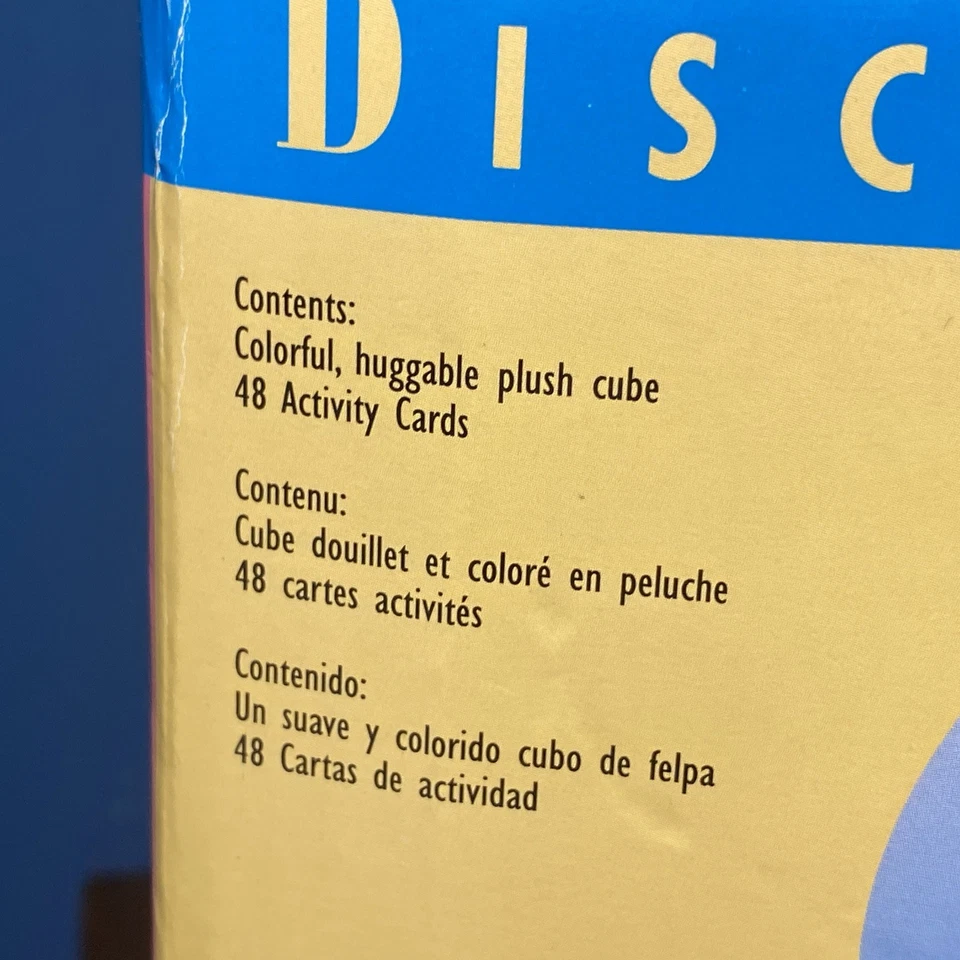 DISC
Contents:
Colorful, huggable plush cube
48 Activity Cards
Contenu:
Cube douillet et coloré en peluche
48 cartes activités
Contenido:
Un suave y colorido cubo de felpa
48 Cartas de actividad